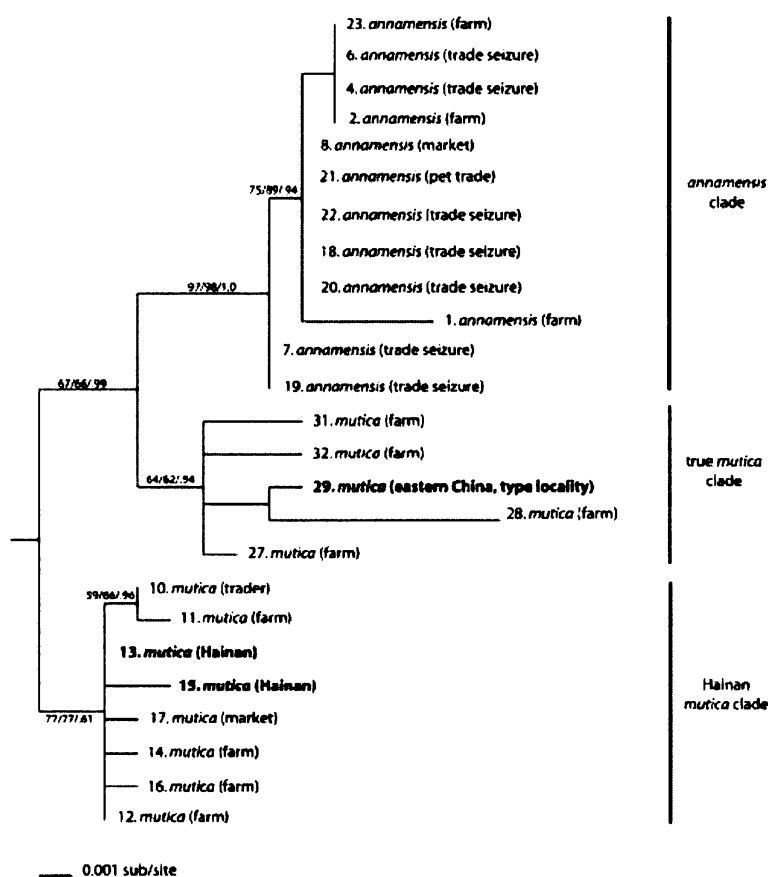 23. annamensis (farm)
6. annamensis (trade seizure)
4. annamensis (trade seizure)
2. annamensis (farm)
8. annamensis (market)
75/89/.94
21. annamensis (pet trade)
annamensis
clade
22. annamensis (trade seizure)
18. annamensis (trade seizure)
20. annamensis (trade seizure)
97/98/1.0
1. annamensis (farm)
7. annamensis (trade seizure)
67/66/.99
19. annamensis (trade seizure)
31. mutica (farm)
32. mutica (farm)
true mutica
clade
64/62/.94
29. mutica (eastern China, type locality)
28. mutica (farm)
27. mutica (farm)
10. mutica (trader)
59/66/.96
11. mutica (farm)
13. mutica (Hainan)
15. mutica (Hainan)
Hainan
mutica clade
77/77/.61
17. mutica (market)
14. mutica (farm)
16. mutica (farm)
12. mutica (farm)
0.001 sub/site